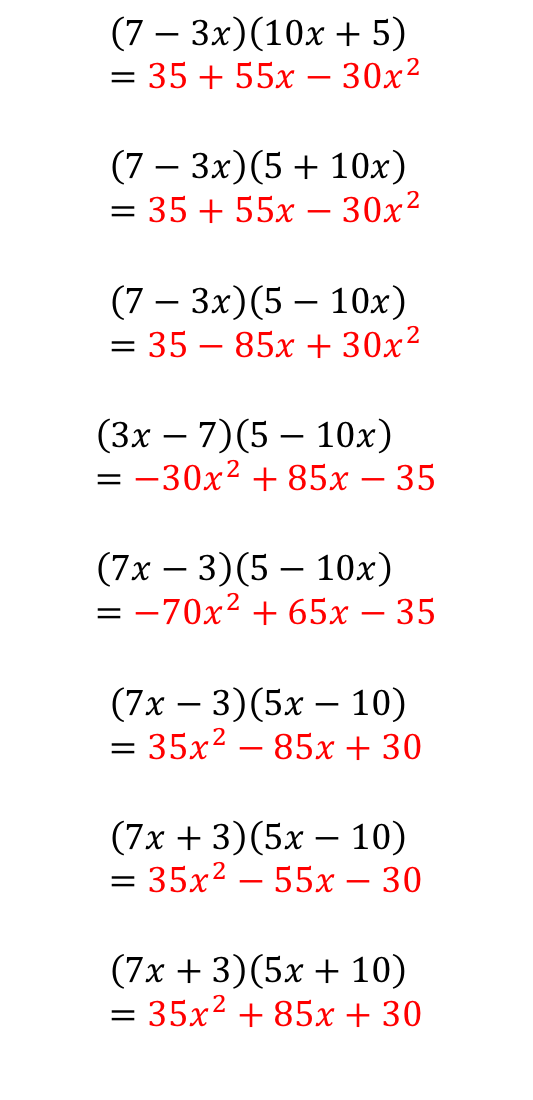 (7 − 3x)(10x + 5)
= 35 + 55x − 30x²
(7 − 3x)(5 + 10x)
= 35 + 55x − 30x²
(7 − 3x)(5 − 10x)
= 35 − 85x + 30x²
(3x − 7)(5 − 10x)
= −30x² + 85x − 35
(7x − 3)(5 − 10x)
= −70x² + 65x − 35
(7x − 3)(5x − 10)
= 35x² − 85x + 30
(7x + 3)(5x − 10)
= 35x² − 55x − 30
(7x + 3)(5x + 10)
= 35x² + 85x + 30